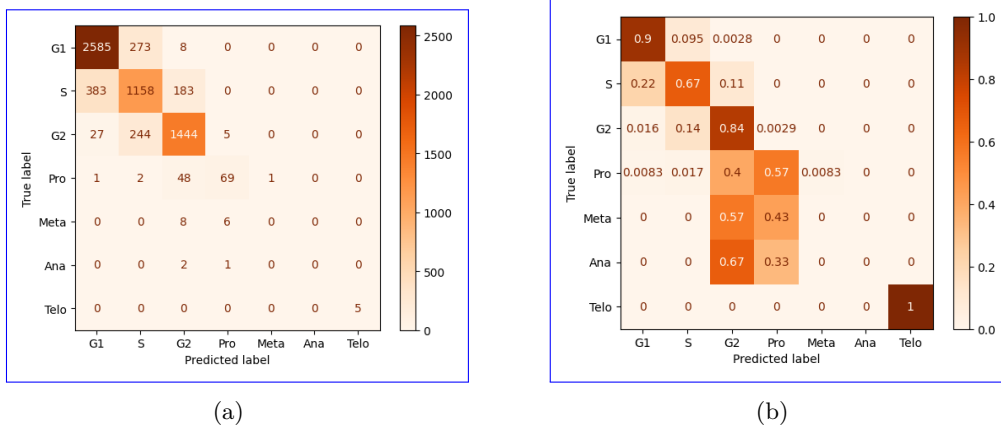 G1 2585 273 8 0 0 0 0
S 383 1158 183 0 0 0 0
G2 27 244 1444 5 0 0 0
Pro 1 2 48 69 1 0 0
Meta 0 0 8 6 0 0 0
Ana 0 0 2 1 0 0 0
Telo 0 0 0 0 0 0 5
G1 S G2 Pro Meta Ana Telo
Predicted label
True label
2500
2000
1500
1000
500
0
(a)
G1 0.9 0.095 0.0028 0 0 0 0
S 0.22 0.67 0.11 0 0 0 0
G2 0.016 0.14 0.84 0.0029 0 0 0
Pro 0.0083 0.017 0.4 0.57 0.0083 0 0
Meta 0 0 0.57 0.43 0 0 0
Ana 0 0 0.67 0.33 0 0 0
Telo 0 0 0 0 0 0 1
G1 S G2 Pro Meta Ana Telo
Predicted label
True label
1.0
0.8
0.6
0.4
0.2
0.0
(b)